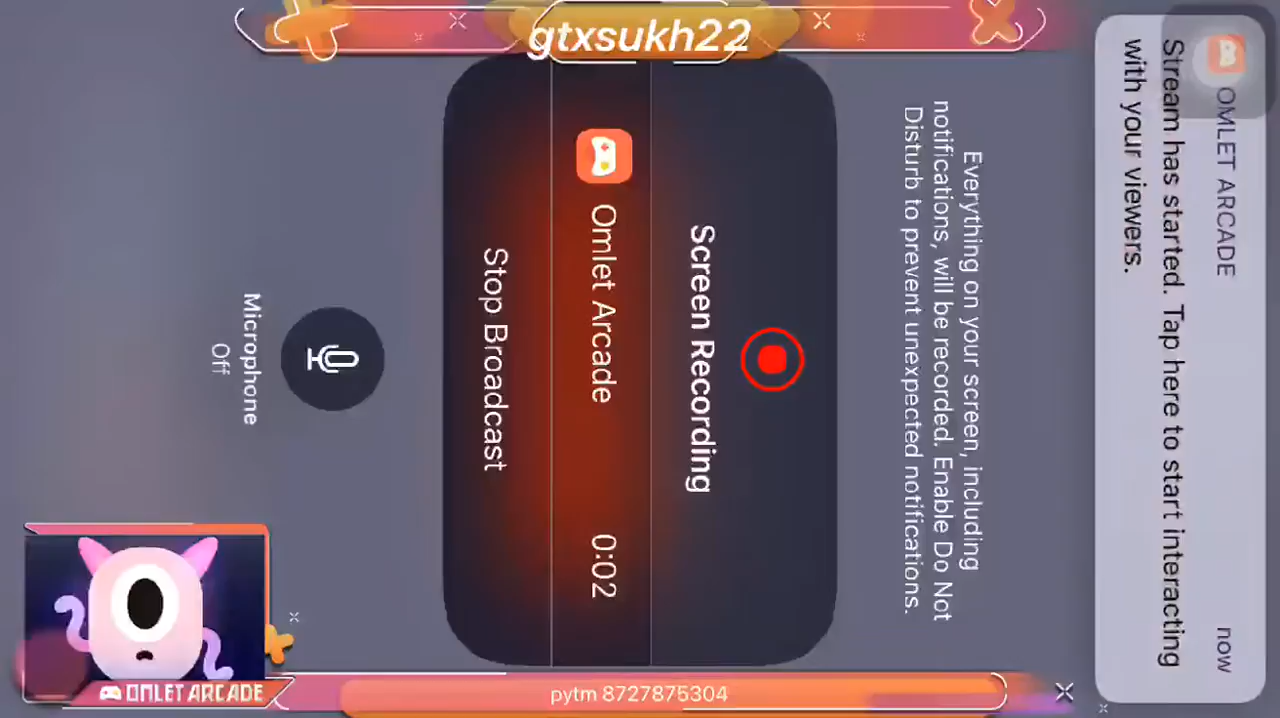 gtxsukh22
OMLET ARCADE
now
Stream has started. Tap here to start interacting
with your viewers.
Everything on your screen, including
notifications, will be recorded. Enable Do Not
Disturb to prevent unexpected notifications.
Screen Recording
Omlet Arcade
0:02
Stop Broadcast
Microphone
Off
OMLET ARCADE
pytm 8727875304